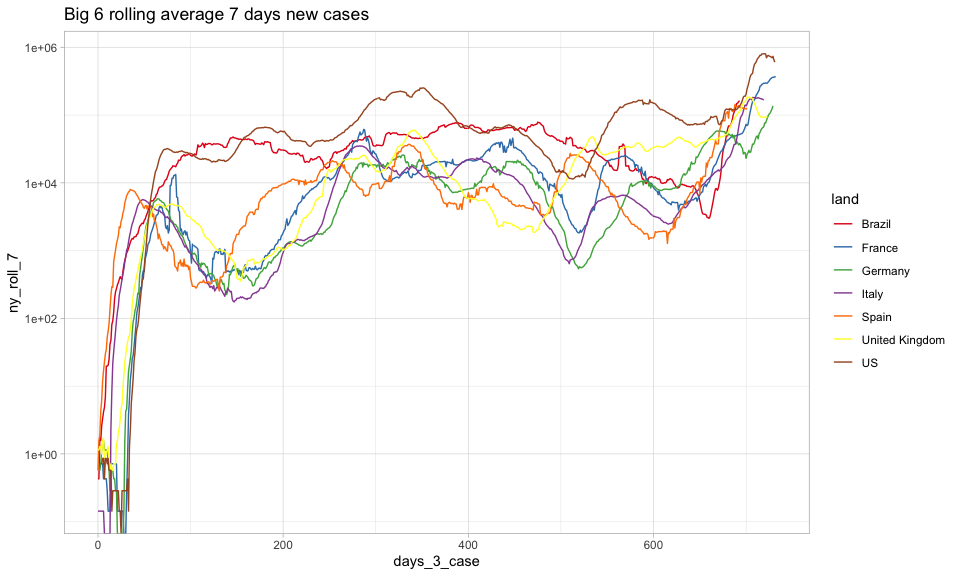 Big 6 rolling average 7 days new cases
1e+06
1e+04
1e+02
1e+00
ny_roll_7
0
200
400
600
days_3_case
land
Brazil
France
Germany
Italy
Spain
United Kingdom
US